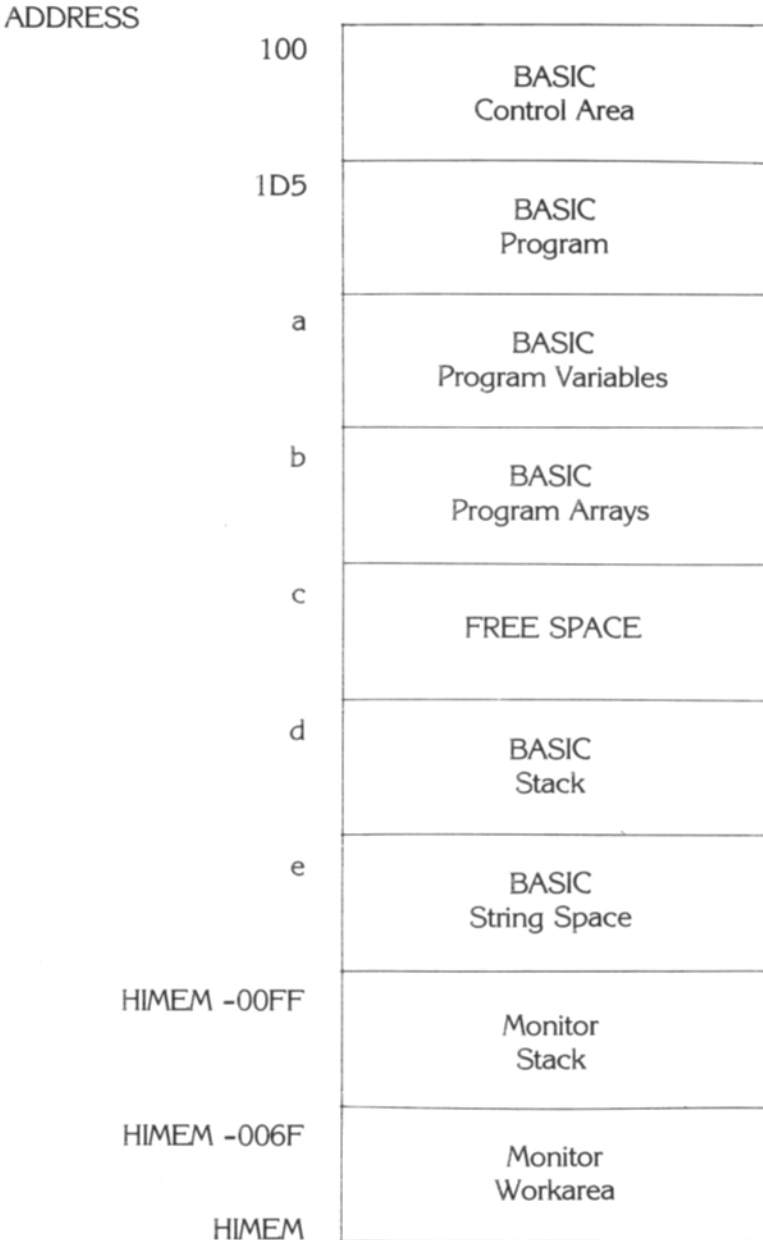 ADDRESS
100
BASIC
Control Area
1D5
BASIC
Program
a
BASIC
Program Variables
b
BASIC
Program Arrays
c
FREE SPACE
d
BASIC
Stack
e
BASIC
String Space
HIMEM -00FF
Monitor
Stack
HIMEM -006F
Monitor
Workarea
HIMEM